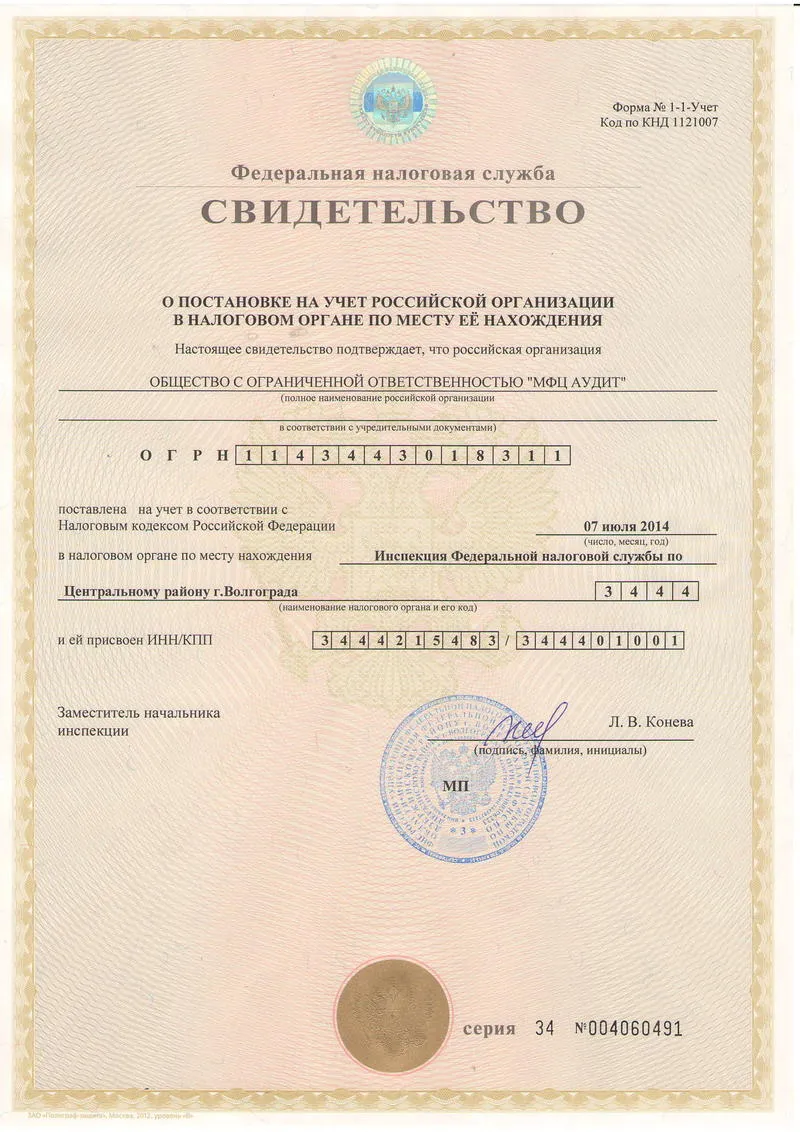 Форма № 1-1-Учет
Код по КНД 1121007
Федеральная налоговая служба
СВИДЕТЕЛЬСТВО
О ПОСТАНОВКЕ НА УЧЕТ РОССИЙСКОЙ ОРГАНИЗАЦИИ
В НАЛОГОВОМ ОРГАНЕ ПО МЕСТУ ЕЁ НАХОЖДЕНИЯ
Настоящее свидетельство подтверждает, что российская организация
ОБЩЕСТВО С ОГРАНИЧЕННОЙ ОТВЕТСТВЕННОСТЬЮ "МФЦ АУДИТ"
(полное наименование российской организации
в соответствии с учредительными документами)
О Г Р Н 1 1 4 3 4 4 3 0 1 8 3 1 1
поставлена на учет в соответствии с
Налоговым кодексом Российской Федерации 07 июля 2014
(число, месяц, год)
в налоговом органе по месту нахождения Инспекция Федеральной налоговой службы по
Центральному району г.Волгограда 3 4 4 4
(наименование налогового органа и его код)
и ей присвоен ИНН/КПП 3 4 4 4 2 1 5 4 8 3 / 3 4 4 4 0 1 0 0 1
Заместитель начальника
инспекции Л. В. Конева
(подпись, фамилия, инициалы)
МП
* 3 *
серия 34 №004060491
ЗАО «Полиграф-защита», Москва, 2012, уровень «В»